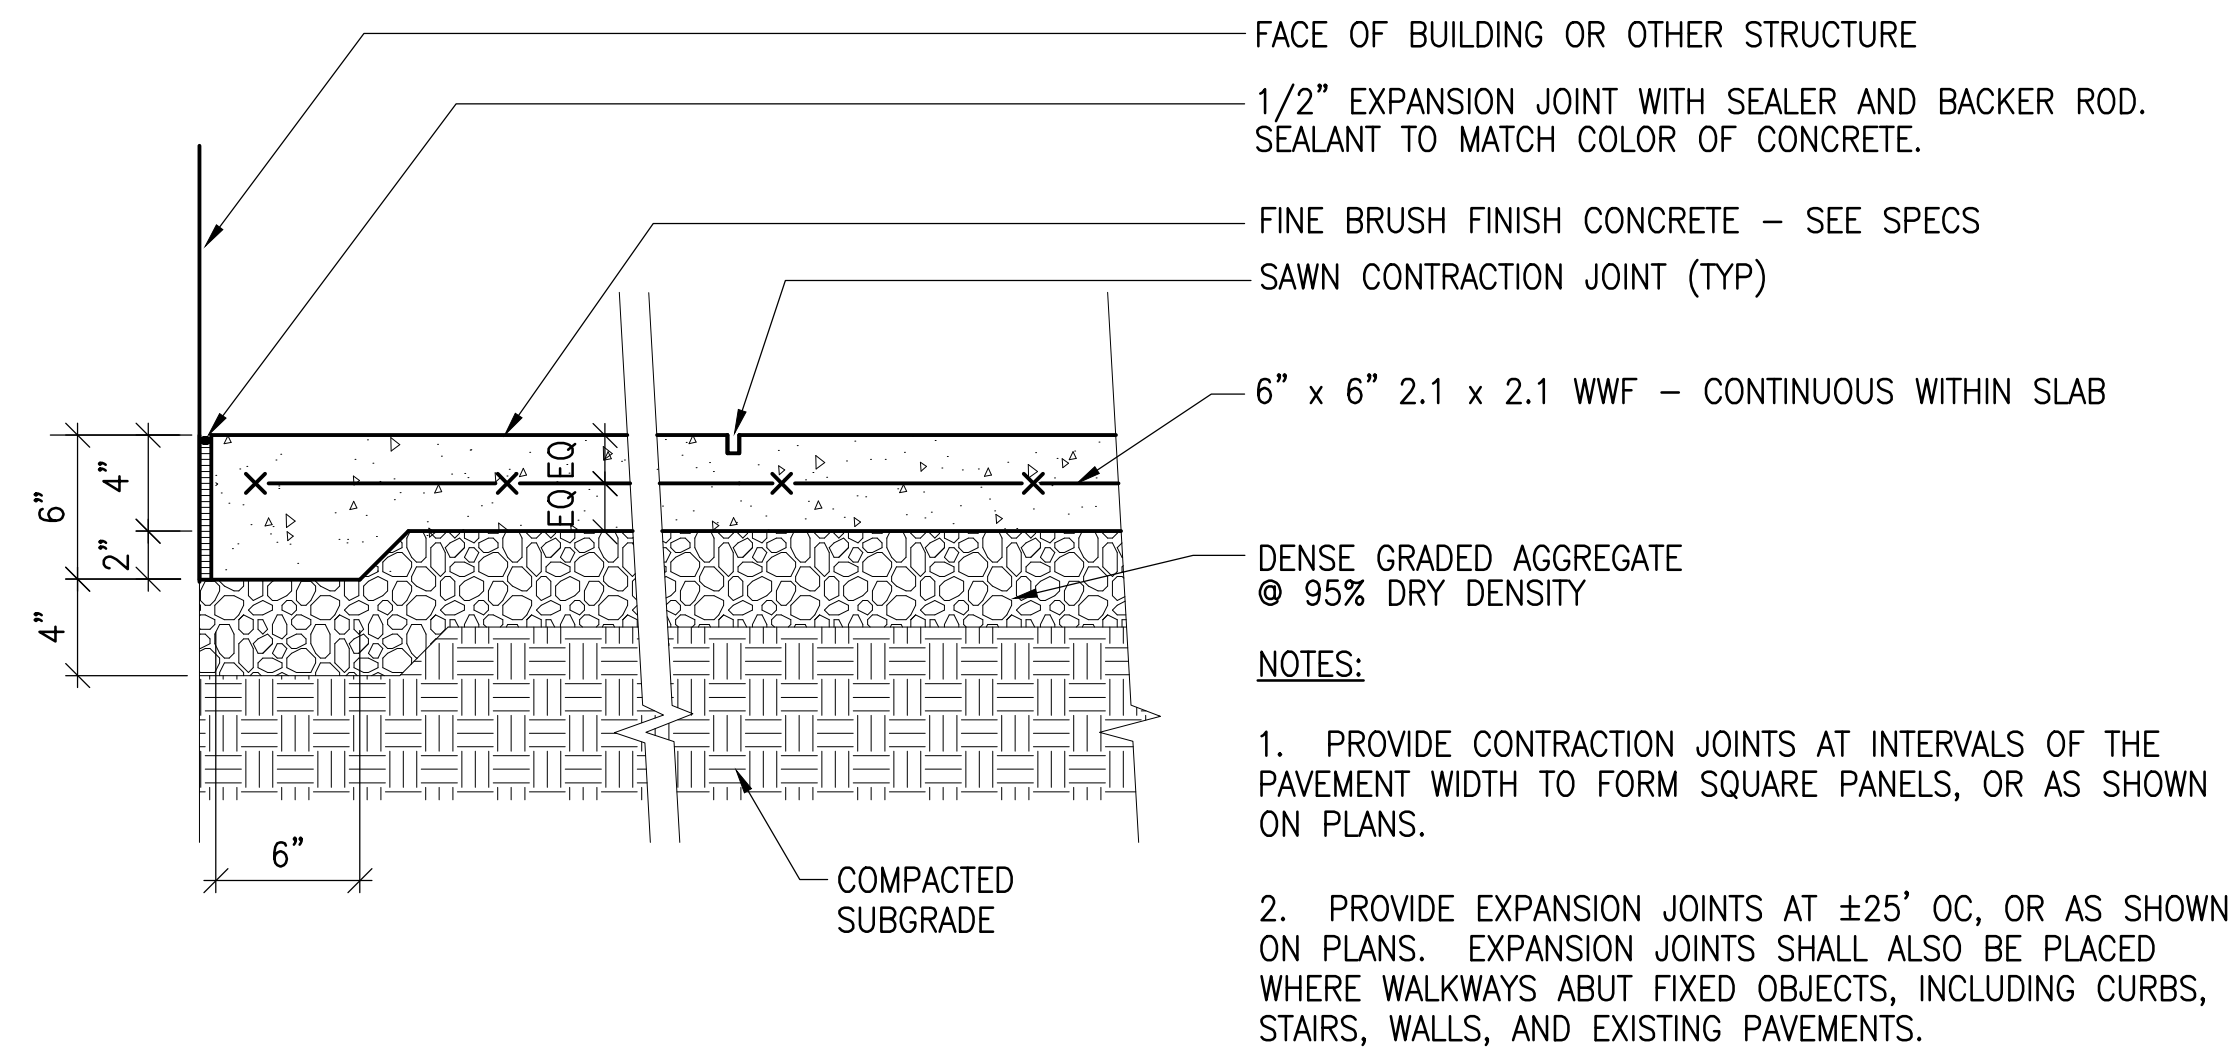 FACE OF BUILDING OR OTHER STRUCTURE
1/2” EXPANSION JOINT WITH SEALER AND BACKER ROD.
SEALANT TO MATCH COLOR OF CONCRETE.
FINE BRUSH FINISH CONCRETE – SEE SPECS
SAWN CONTRACTION JOINT (TYP)
6” x 6” 2.1 x 2.1 WWF – CONTINUOUS WITHIN SLAB
EQ
EQ
6”
4”
2”
4”
6”
DENSE GRADED AGGREGATE
@ 95% DRY DENSITY
COMPACTED
SUBGRADE
NOTES:
1. PROVIDE CONTRACTION JOINTS AT INTERVALS OF THE
PAVEMENT WIDTH TO FORM SQUARE PANELS, OR AS SHOWN
ON PLANS.
2. PROVIDE EXPANSION JOINTS AT ±25’ OC, OR AS SHOWN
ON PLANS. EXPANSION JOINTS SHALL ALSO BE PLACED
WHERE WALKWAYS ABUT FIXED OBJECTS, INCLUDING CURBS,
STAIRS, WALLS, AND EXISTING PAVEMENTS.